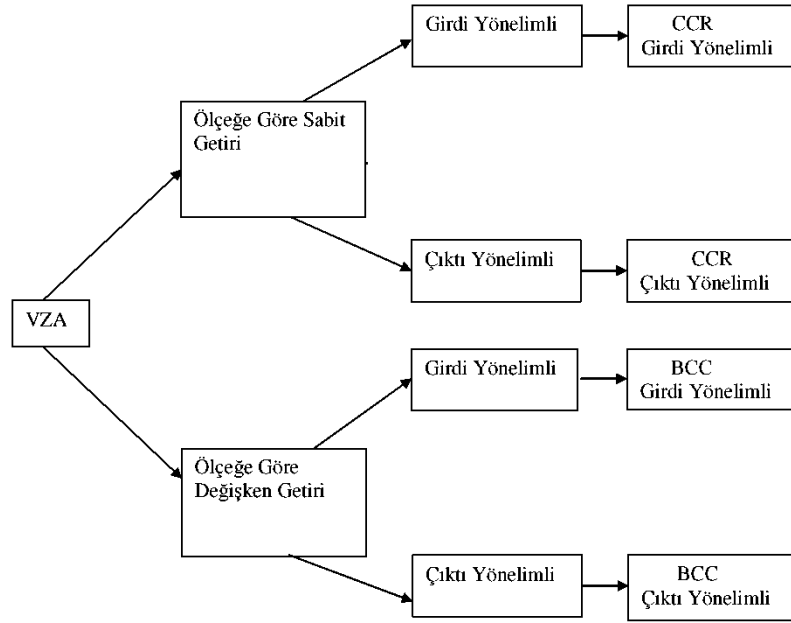 Girdi Yönelimli
CCR
Girdi Yönelimli
Ölçeğe Göre Sabit
Getiri
Çıktı Yönelimli
CCR
Çıktı Yönelimli
VZA
Girdi Yönelimli
BCC
Girdi Yönelimli
Ölçeğe Göre
Değişken Getiri
Çıktı Yönelimli
BCC
Çıktı Yönelimli